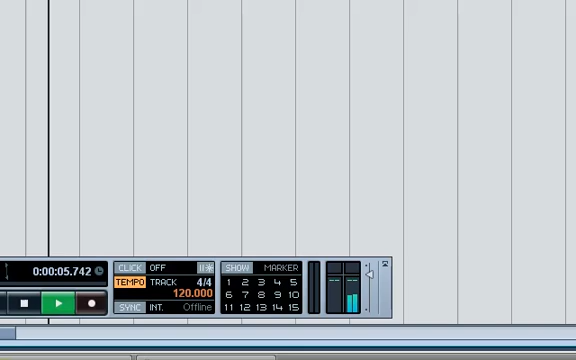 0:00:05.742
CLICK OFF
TEMPO TRACK 4/4
120.000
SYNC INT. Offline
SHOW MARKER
1 2 3 4 5
6 7 8 9 10
11 12 13 14 15